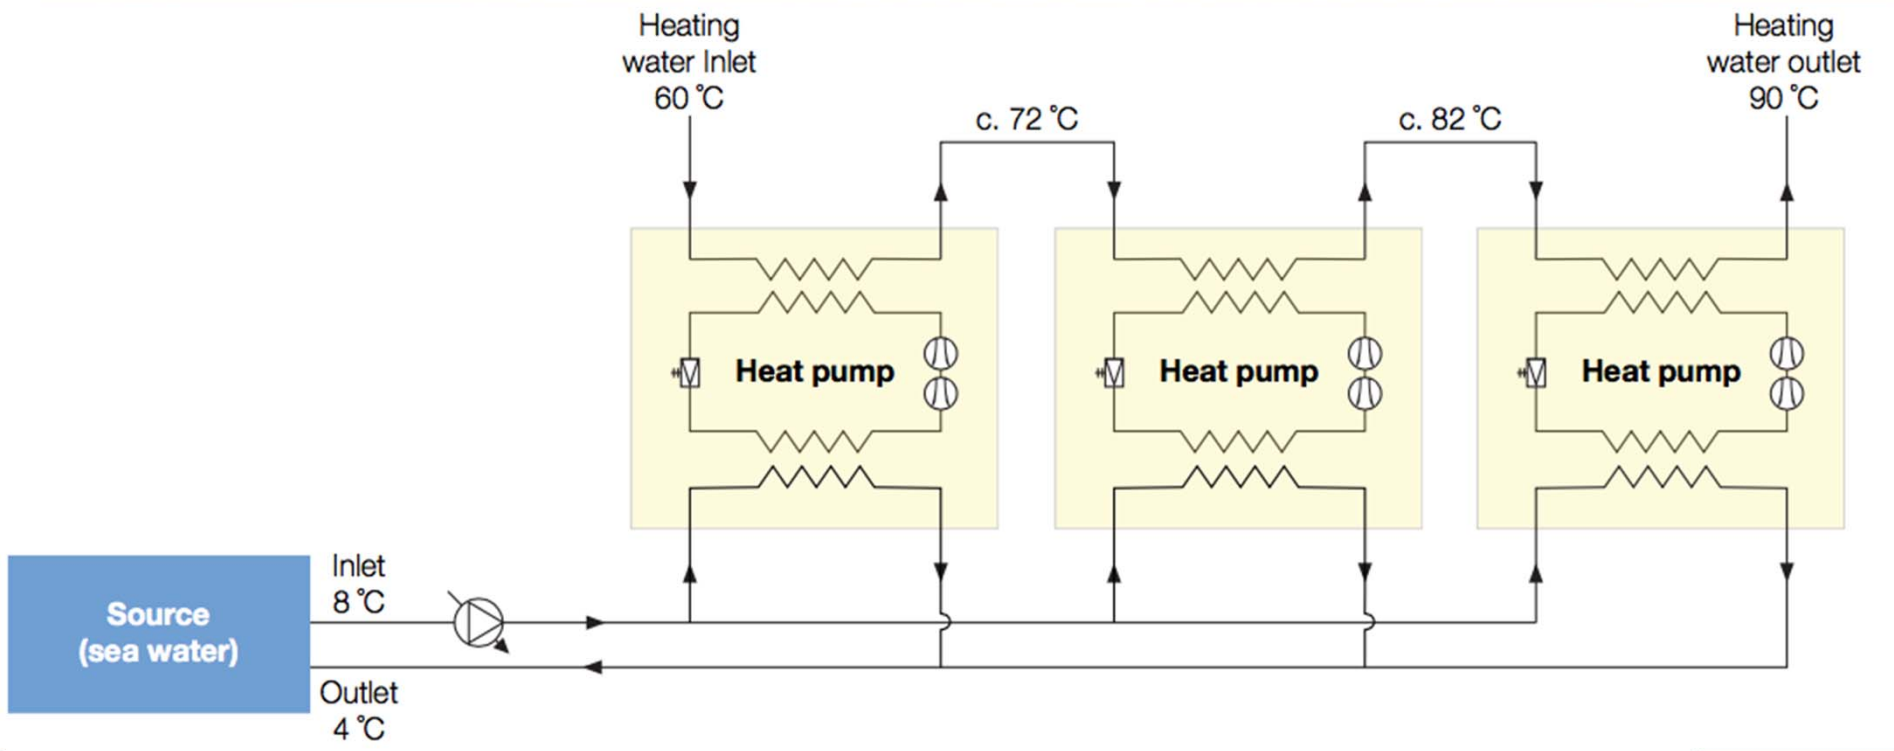 Heating
water Inlet
60 °C
c. 72 °C
c. 82 °C
Heating
water outlet
90 °C
Heat pump
Heat pump
Heat pump
Source
(sea water)
Inlet
8 °C
Outlet
4 °C